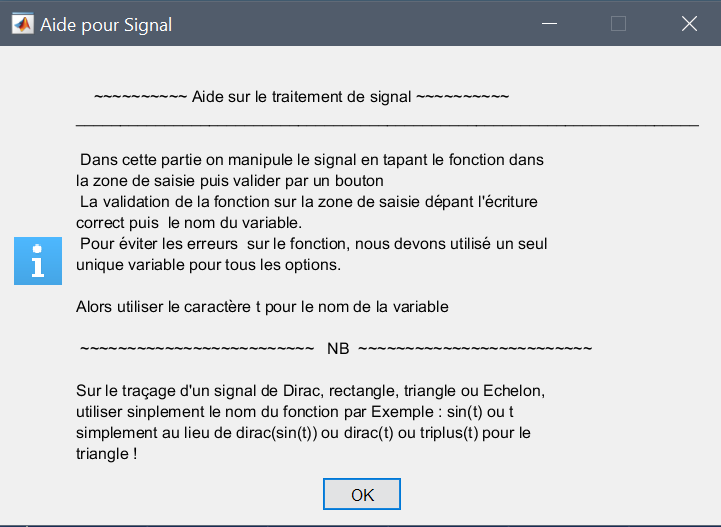 Aide pour Signal
~~~~~~~~~~ Aide sur le traitement de signal ~~~~~~~~~~
Dans cette partie on manipule le signal en tapant le fonction dans
la zone de saisie puis valider par un bouton
La validation de la fonction sur la zone de saisie dépant l'écriture
correct puis  le nom du variable.
Pour éviter les erreurs  sur le fonction, nous devons utilisé un seul
unique variable pour tous les options.
Alors utiliser le caractère t pour le nom de la variable
~~~~~~~~~~~~~~~~~~~~~~~~~   NB  ~~~~~~~~~~~~~~~~~~~~~~~~~
Sur le traçage d'un signal de Dirac, rectangle, triangle ou Echelon,
utiliser sinplement le nom du fonction par Exemple : sin(t) ou t
simplement au lieu de dirac(sin(t)) ou dirac(t) ou triplus(t) pour le
triangle !
OK